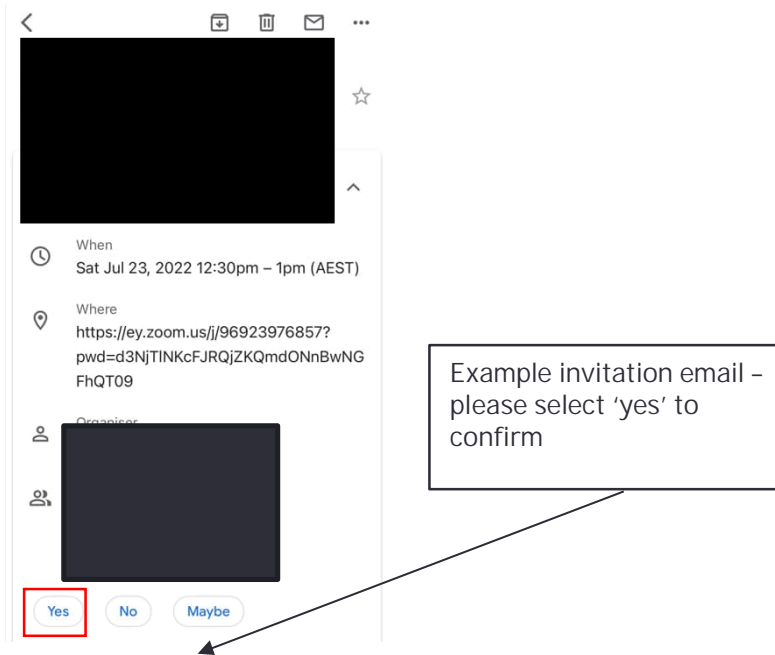 When
Sat Jul 23, 2022 12:30pm – 1pm (AEST)
Where
https://ey.zoom.us/j/96923976857?
pwd=d3NjTlNKcFJRQjZKQmdONnBwNG
FhQT09
Organiser
Yes
No
Maybe
Example invitation email –
please select ‘yes’ to
confirm